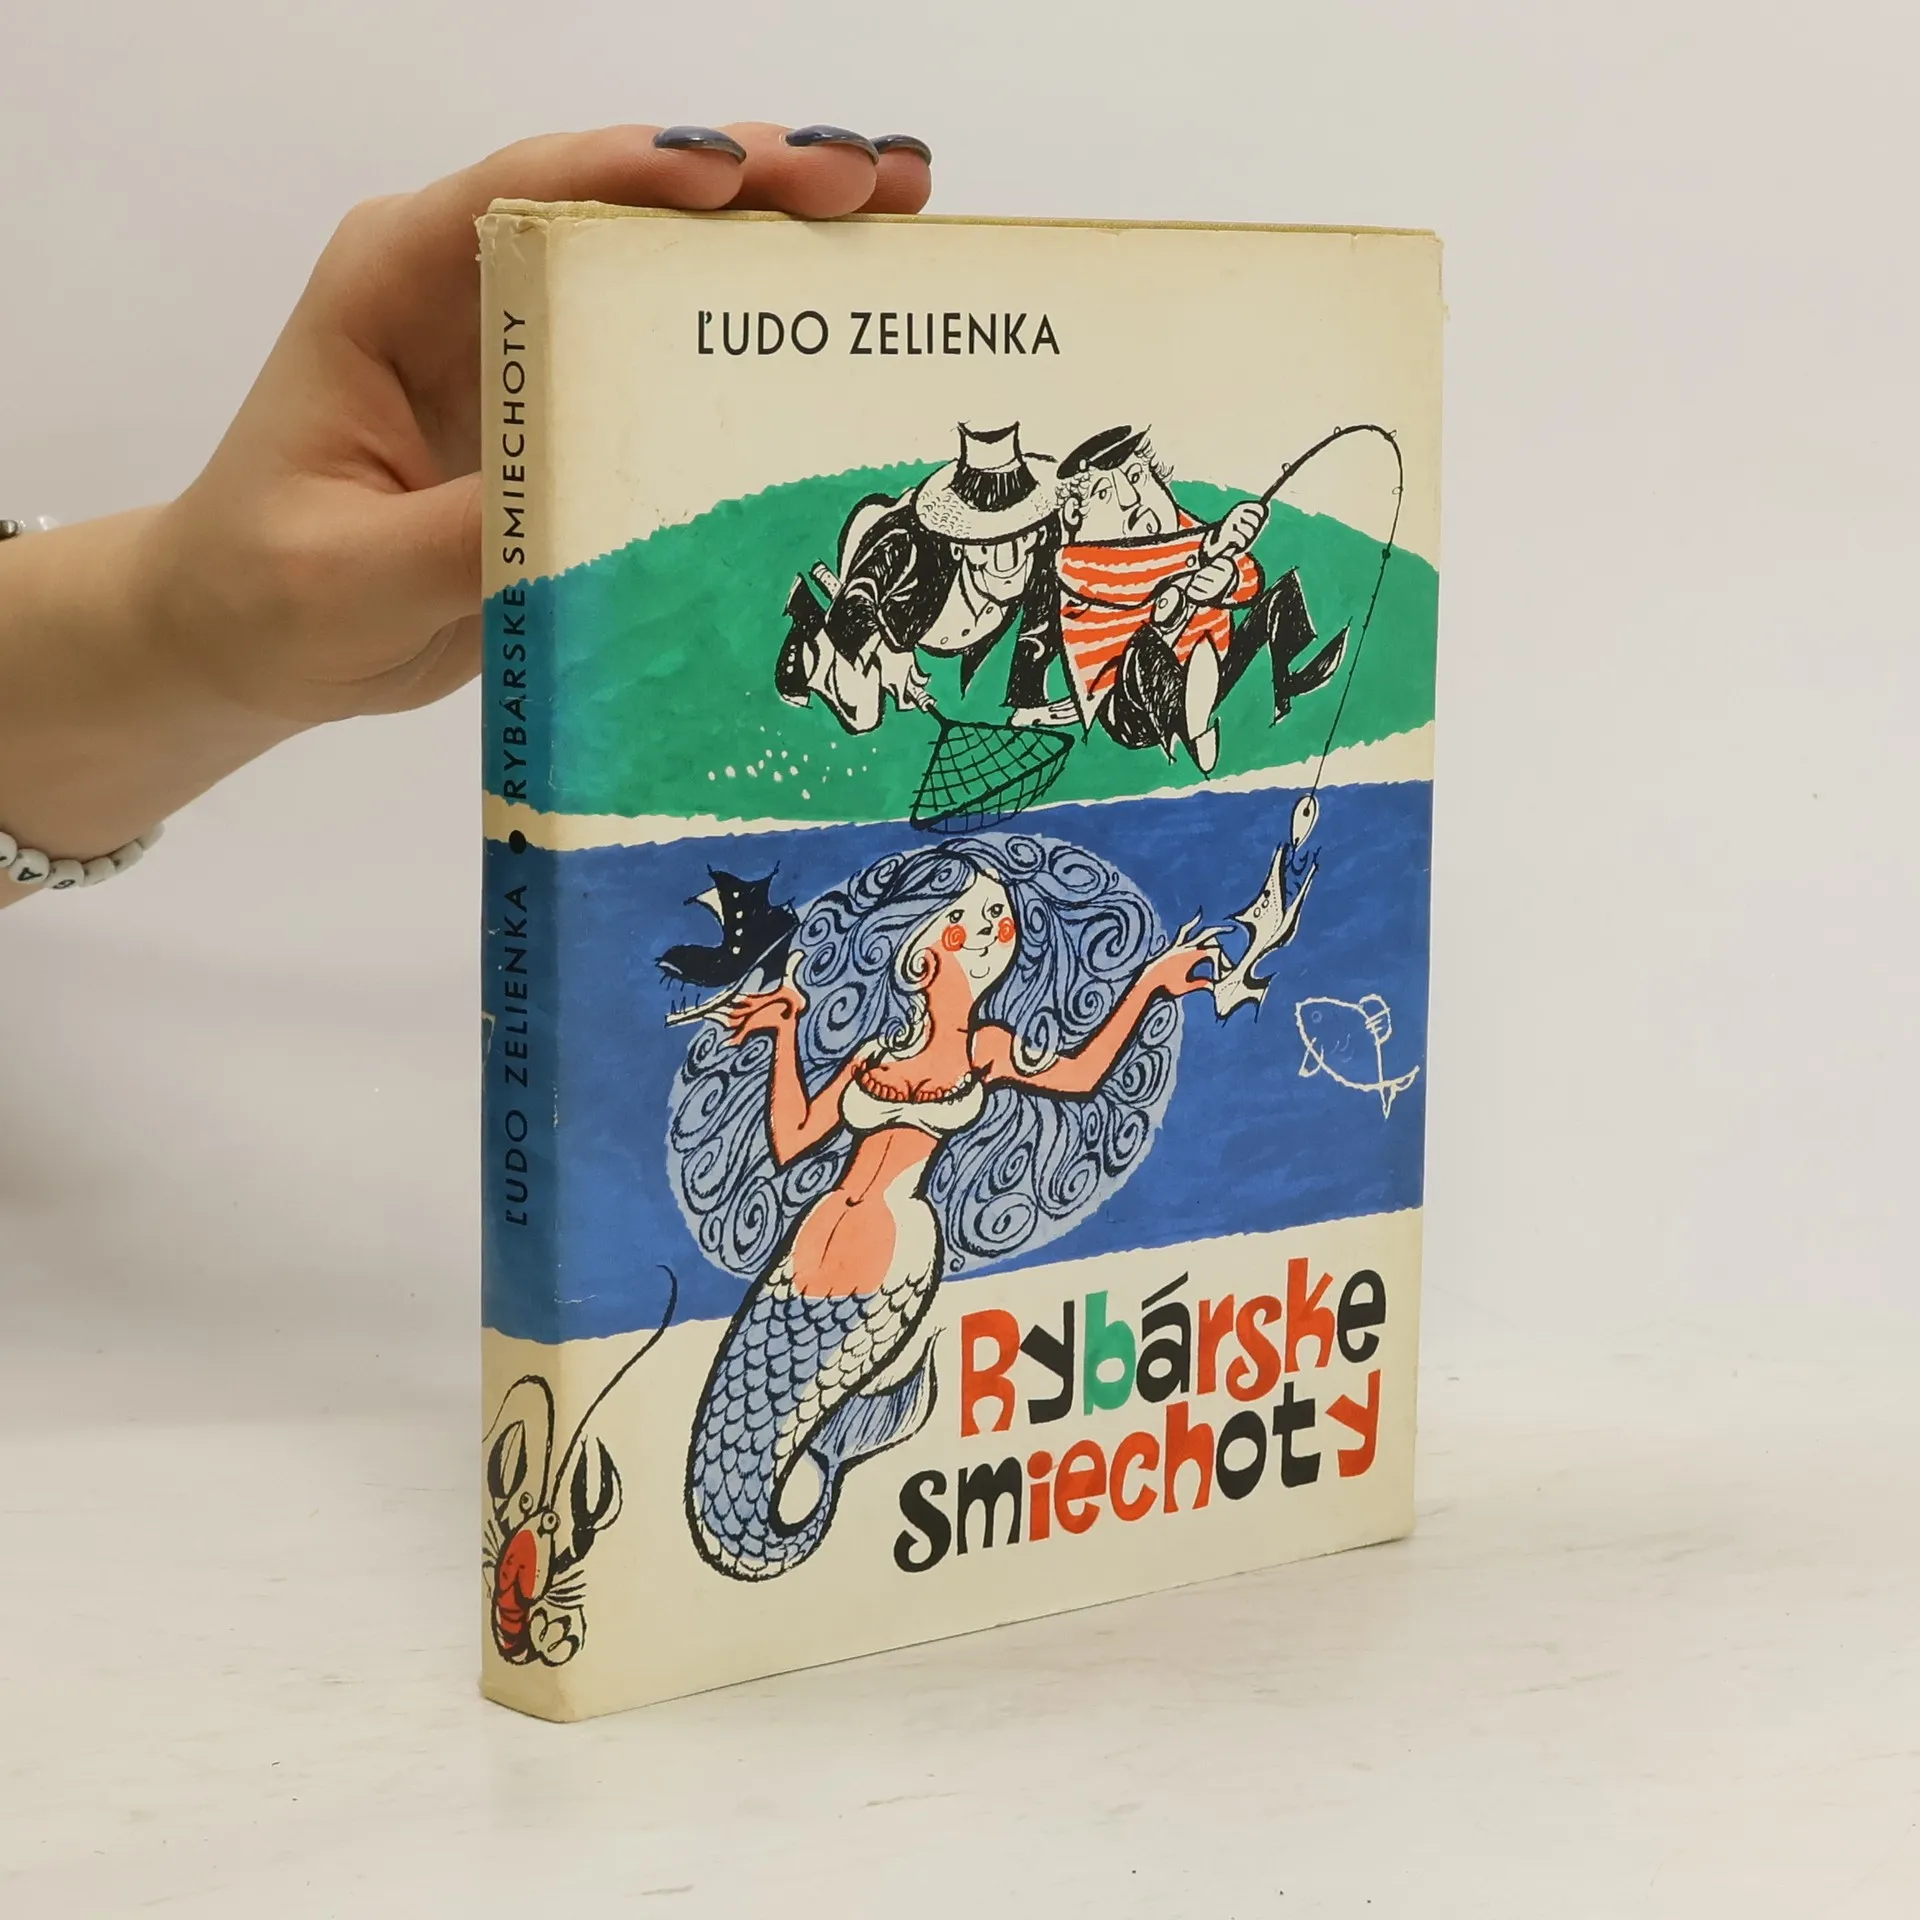 ĽUDO ZELIENKA
Rybárske
smiechoty
ĽUDO ZELIENKA • RYBÁRSKE SMIECHOTY